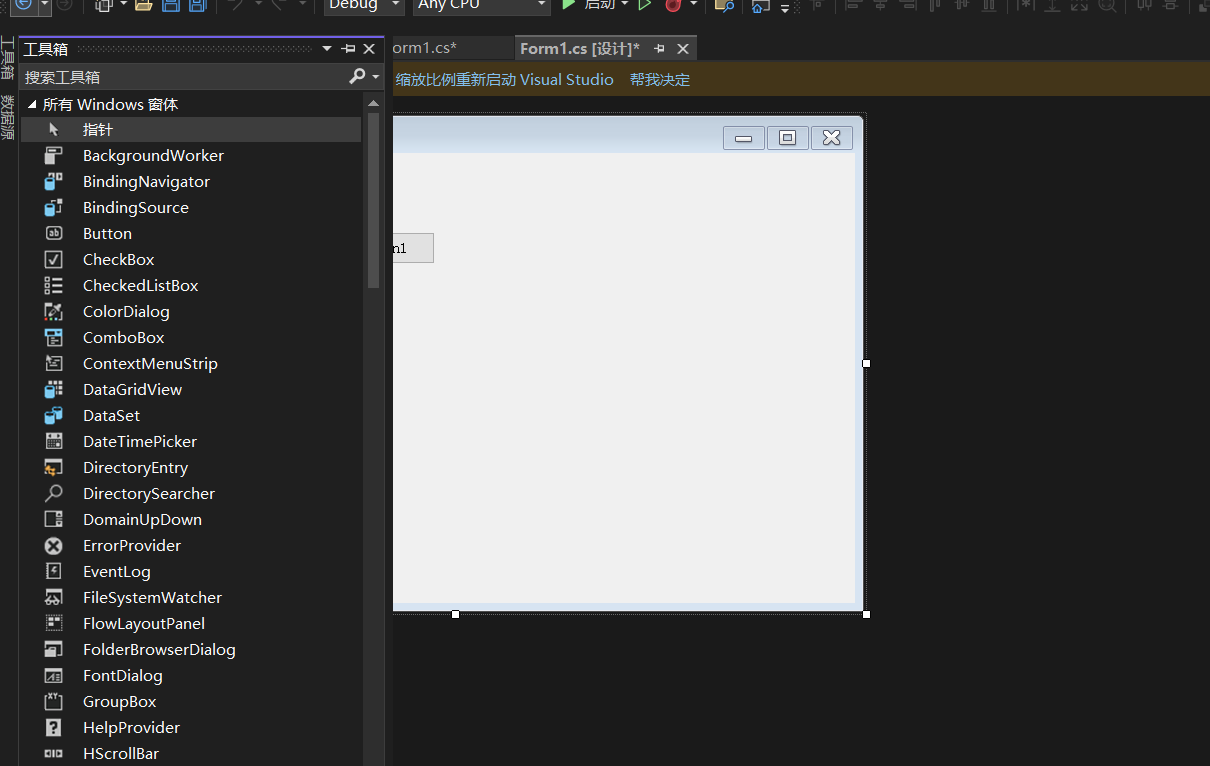 Debug
Any CPU
启动
工具箱
数据源
工具箱
搜索工具箱
所有 Windows 窗体
指针
BackgroundWorker
BindingNavigator
BindingSource
Button
CheckBox
CheckedListBox
ColorDialog
ComboBox
ContextMenuStrip
DataGridView
DataSet
DateTimePicker
DirectoryEntry
DirectorySearcher
DomainUpDown
ErrorProvider
EventLog
FileSystemWatcher
FlowLayoutPanel
FolderBrowserDialog
FontDialog
GroupBox
HelpProvider
HScrollBar
orm1.cs*
Form1.cs [设计]*
缩放比例重新启动 Visual Studio 帮我决定
n1